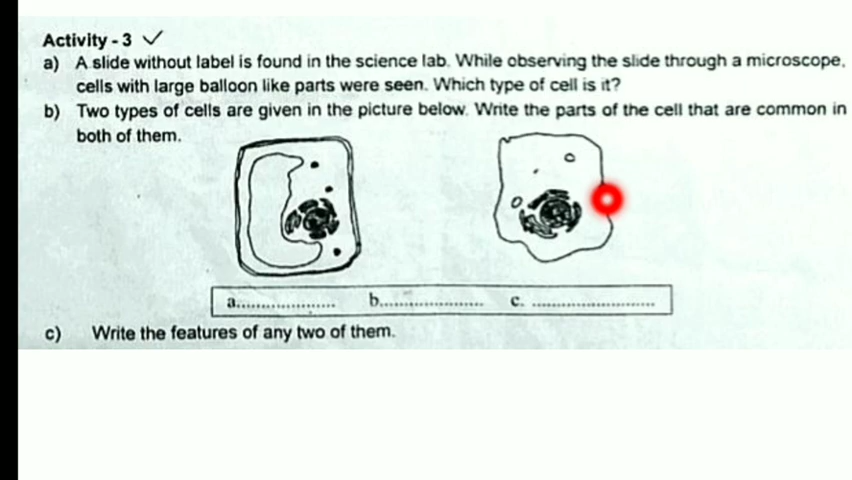 Activity - 3 ✓
a) A slide without label is found in the science lab. While observing the slide through a microscope,
cells with large balloon like parts were seen. Which type of cell is it?
b) Two types of cells are given in the picture below. Write the parts of the cell that are common in
both of them.
a..................... b...................... c. .........................
c) Write the features of any two of them.